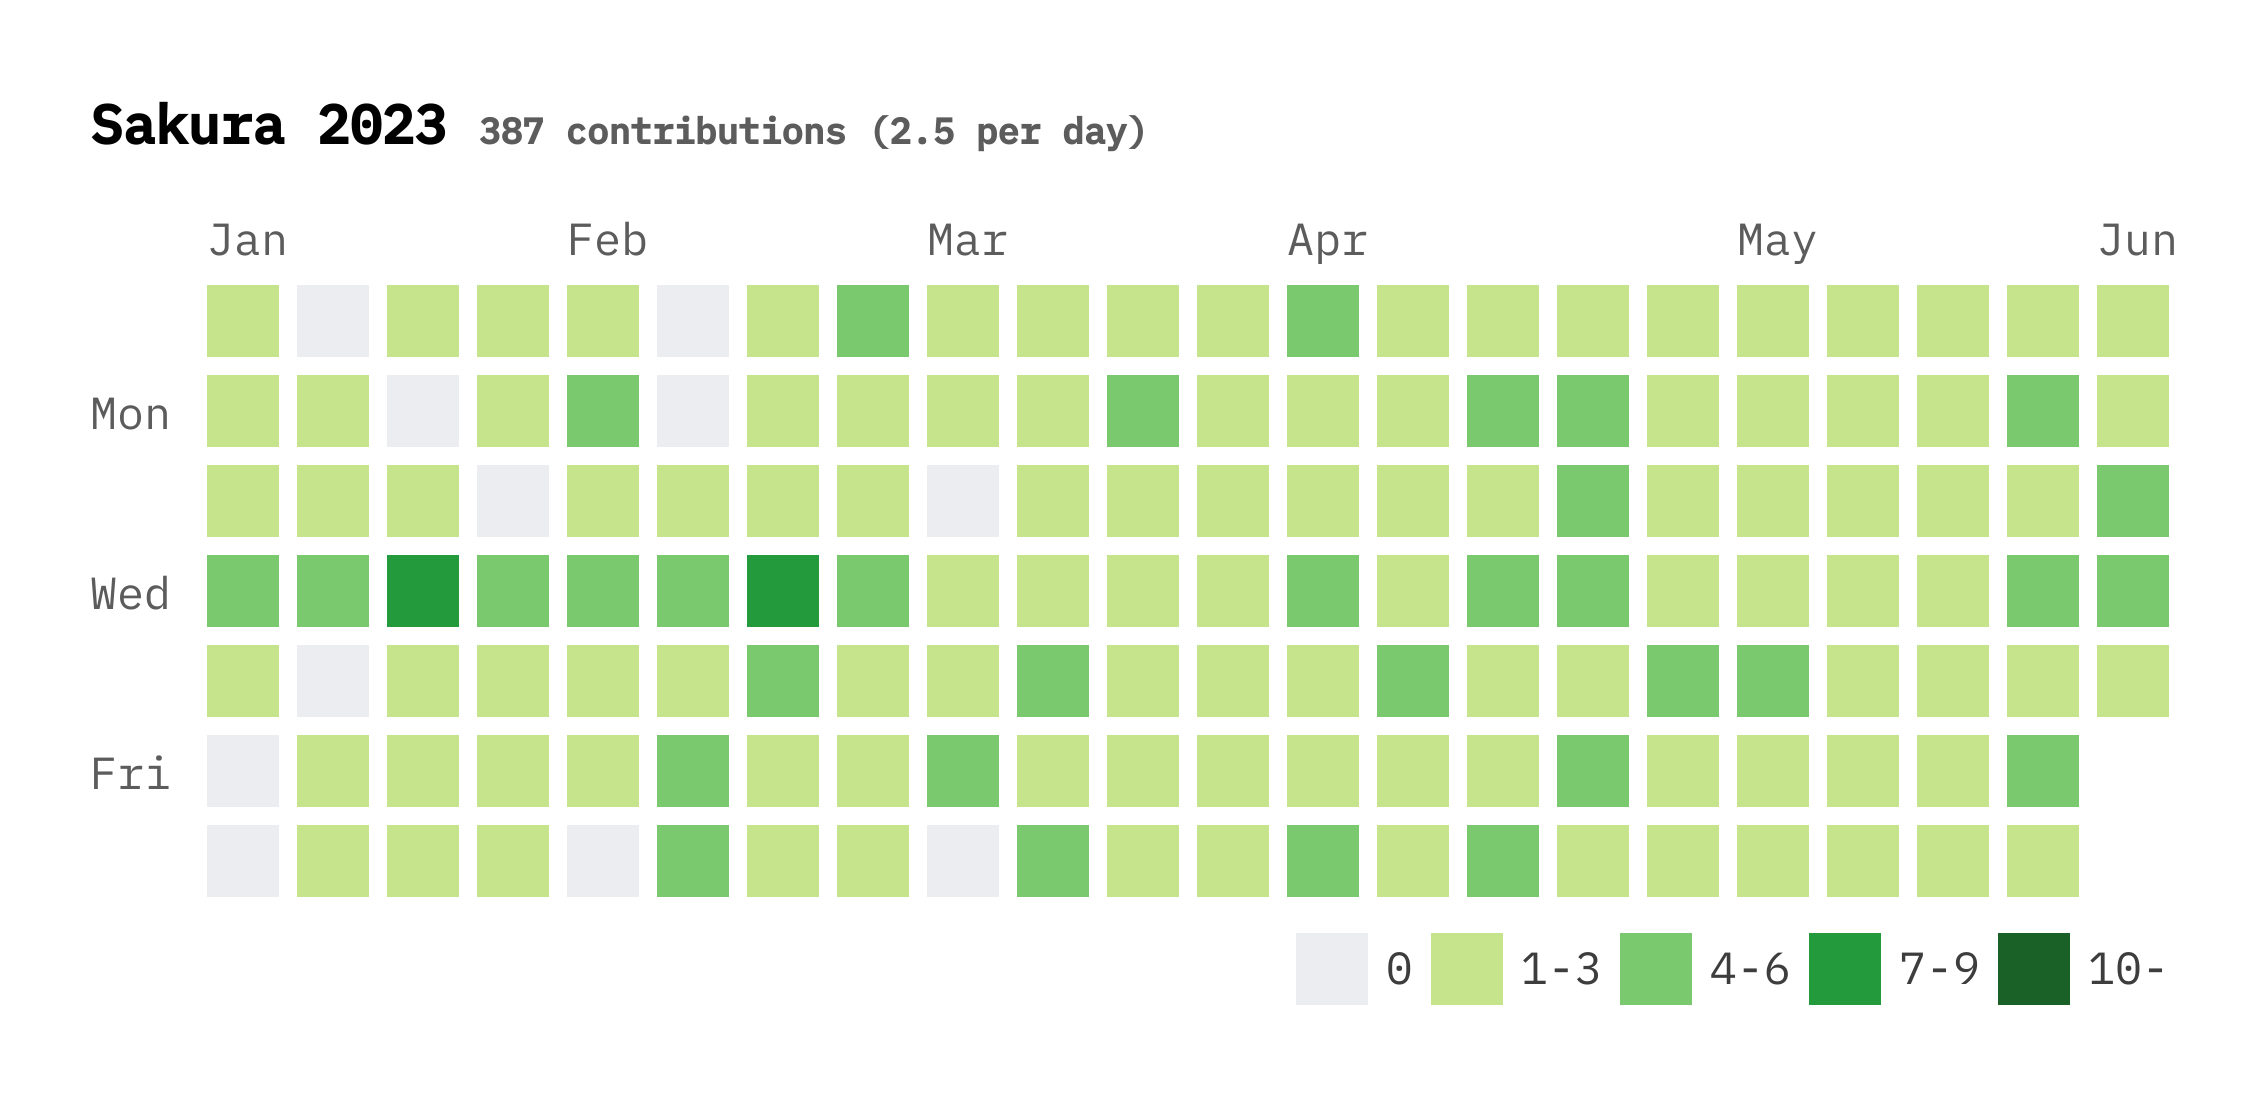 Sakura 2023 387 contributions (2.5 per day)
Jan Feb Mar Apr May Jun
Mon
Wed
Fri
0 1-3 4-6 7-9 10-